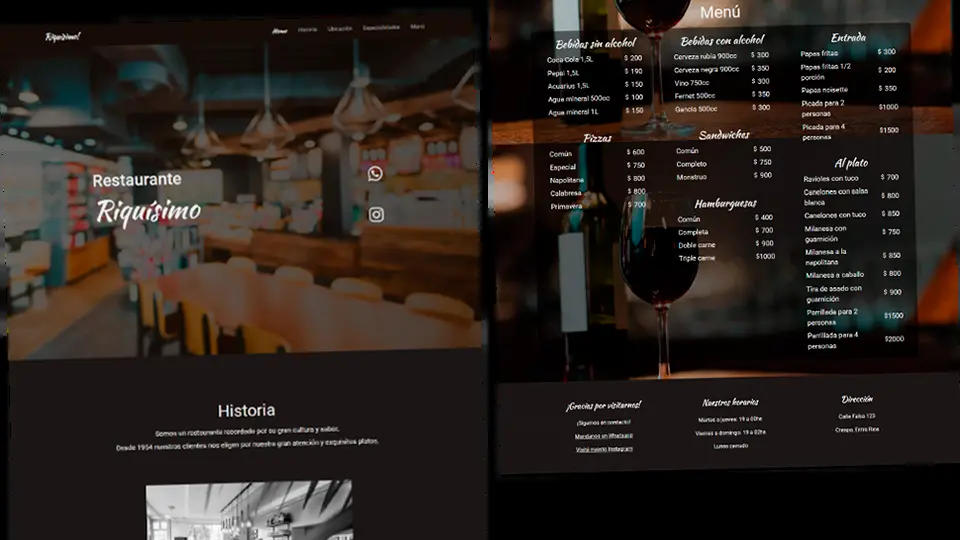 Riquísimo!
Home Historia Ubicación Especialidades Menú
Restaurante
Riquísimo
Historia
Somos un restaurante recordado por su gran cultura y sabor.
Desde 1954 nuestros clientes nos eligen por nuestra gran atención y exquisitos platos.
Menú
Bebidas sin alcohol
Coca Cola 1,5L $ 200
Pepsi 1,5L $ 190
Acuarius 1,5L $ 150
Agua mineral 500cc $ 100
Agua mineral 1L $ 150
Pizzas
Común $ 600
Especial $ 750
Napolitana $ 800
Calabresa $ 800
Primavera $ 700
Bebidas con alcohol
Cerveza rubia 900cc $ 300
Cerveza negra 900cc $ 350
Vino 750cc $ 300
Fernet 500cc $ 350
Gancia 500cc $ 300
Sandwiches
Común $ 500
Completo $ 750
Monstruo $ 900
Hamburguesas
Común $ 400
Completa $ 700
Doble carne $ 900
Triple carne $1000
Entrada
Papas fritas $ 300
Papas fritas 1/2
porción $ 200
Papas noisette $ 350
Picada para 2
personas $1000
Picada para 4
personas $1500
Al plato
Ravioles con tuco $ 700
Canelones con salsa
blanca $ 800
Canelones con tuco $ 850
Milanesa con
guarnición $ 750
Milanesa a la
napolitana $ 850
Milanesa a caballo $ 800
Tira de asado con
guarnición $ 900
Parrillada para 2
personas $1500
Parrillada para 4
personas $2000
¡Gracias por visitarnos!
¡Sigamos en contacto!
Mandanos un Whatsapp
Visitá nuestro Instagram
Nuestros horarios
Martes a jueves: 19 a 00hs
Viernes a domingo: 19 a 02hs
Lunes cerrado
Dirección
Calle Falsa 123
Crespo, Entre Ríos